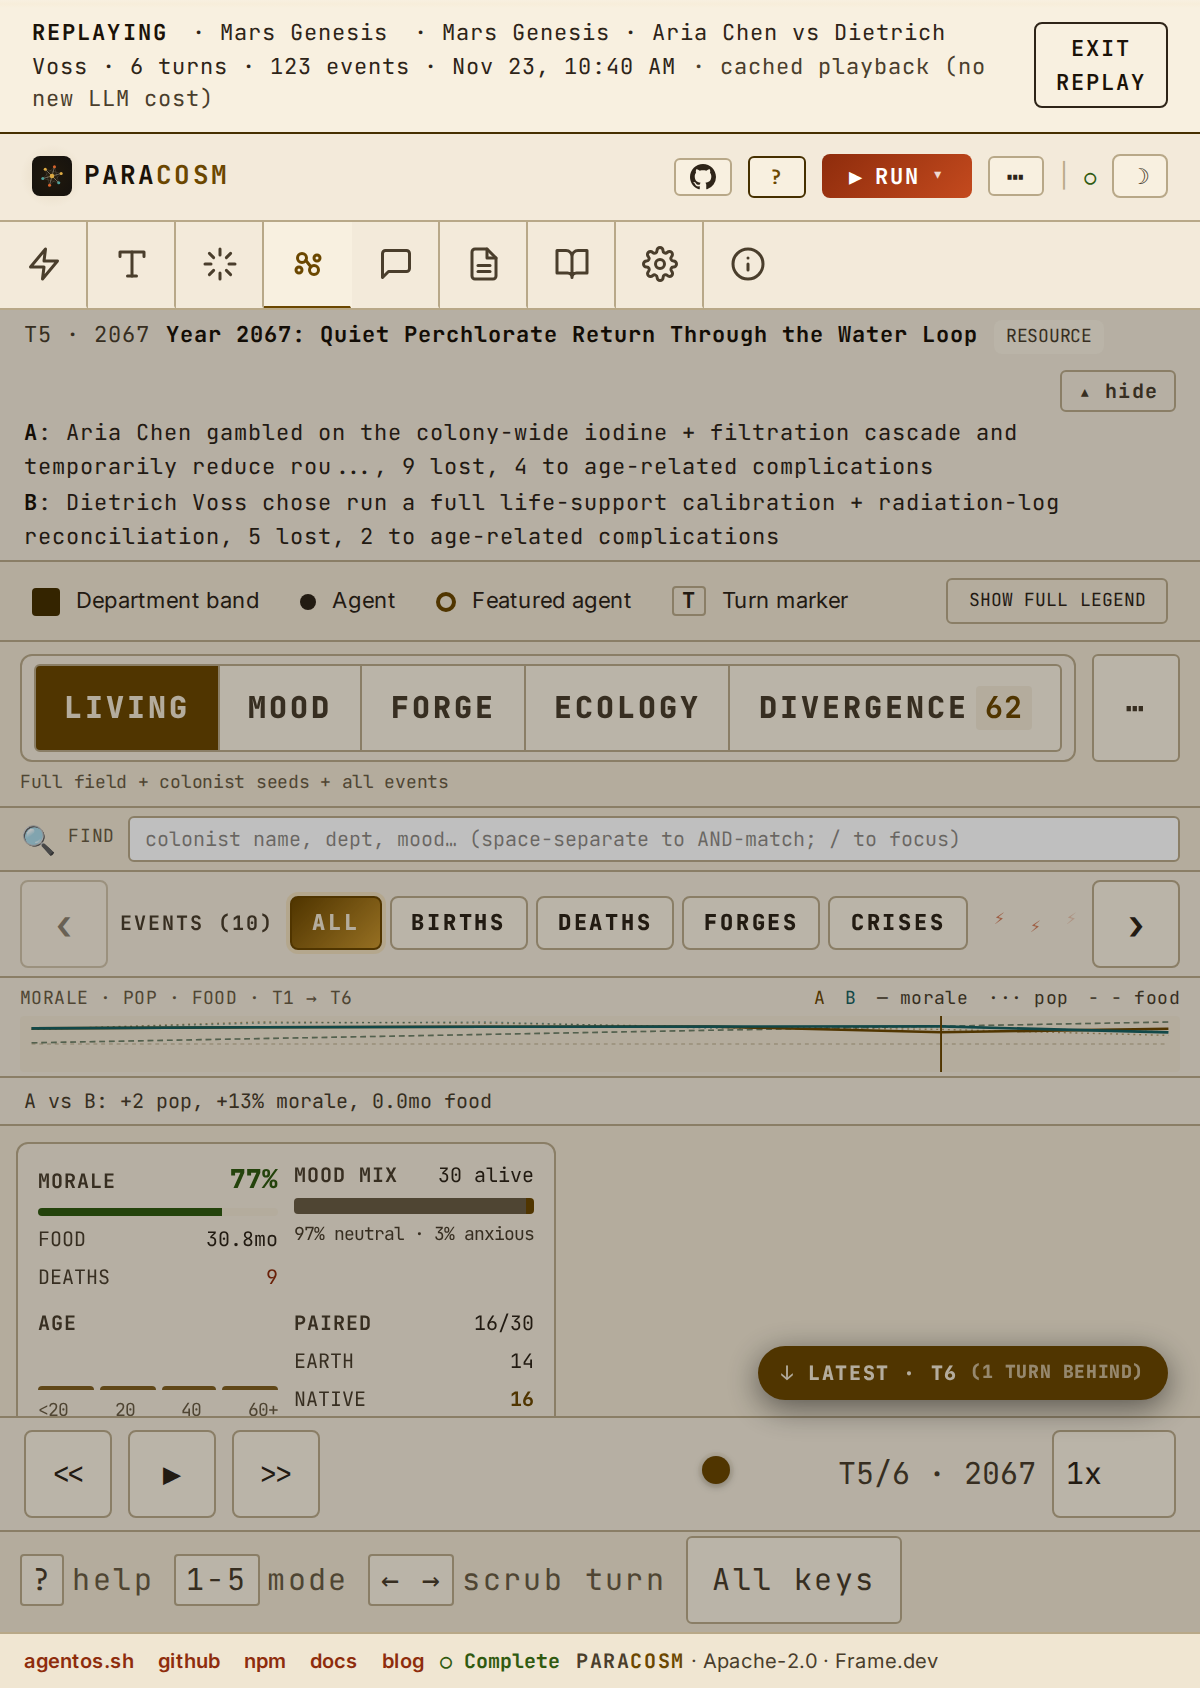 REPLAYING · Mars Genesis · Mars Genesis · Aria Chen vs Dietrich
Voss · 6 turns · 123 events · Nov 23, 10:40 AM · cached playback (no
new LLM cost)
EXIT
REPLAY
PARACOSM
?
▶ RUN ▾
⋯
T5 · 2067 Year 2067: Quiet Perchlorate Return Through the Water Loop RESOURCE
▴ hide
A: Aria Chen gambled on the colony-wide iodine + filtration cascade and
temporarily reduce rou..., 9 lost, 4 to age-related complications
B: Dietrich Voss chose run a full life-support calibration + radiation-log
reconciliation, 5 lost, 2 to age-related complications
Department band Agent Featured agent T Turn marker SHOW FULL LEGEND
LIVING MOOD FORGE ECOLOGY DIVERGENCE 62 ⋯
Full field + colonist seeds + all events
FIND colonist name, dept, mood… (space-separate to AND-match; / to focus)
‹ EVENTS (10) ALL BIRTHS DEATHS FORGES CRISES ›
MORALE · POP · FOOD · T1 → T6 A B — morale ··· pop - - food
A vs B: +2 pop, +13% morale, 0.0mo food
MORALE 77%
FOOD 30.8mo
DEATHS 9
MOOD MIX 30 alive
97% neutral · 3% anxious
AGE
<20 20 40 60+
PAIRED 16/30
EARTH 14
NATIVE 16
↓ LATEST · T6 (1 TURN BEHIND)
<< ▶ >> T5/6 · 2067 1x
? help 1-5 mode ← → scrub turn All keys
agentos.sh github npm docs blog ○ Complete PARACOSM · Apache-2.0 · Frame.dev